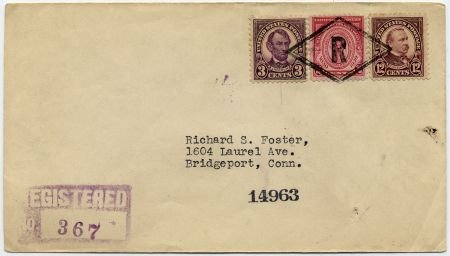 UNITED STATES POSTAGE
3 CENTS 3
R
UNITED STATES POSTAGE
12 CENTS 12
Richard S. Foster,
1604 Laurel Ave.
Bridgeport, Conn.
14963
EGISTERED
367